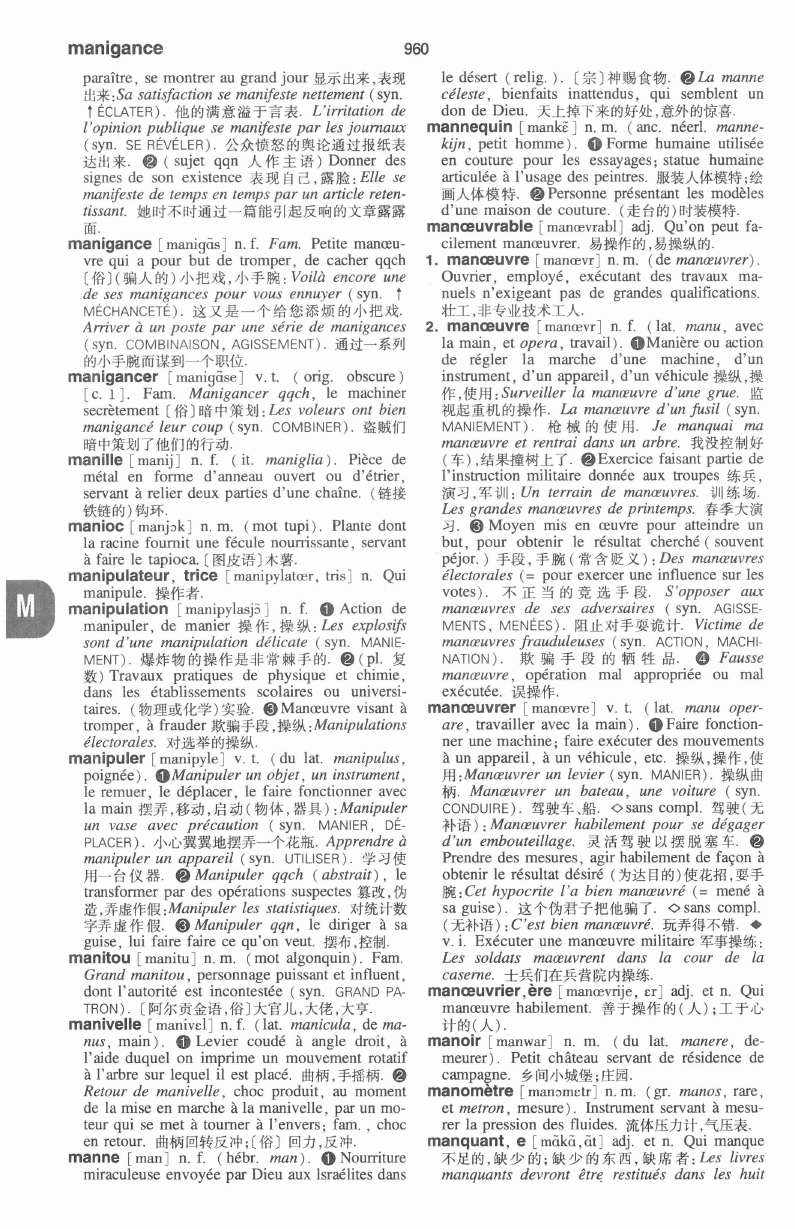 manigance
960
paraître, se montrer au grand jour 显示出来,表现
出来:Sa satisfaction se manifeste nettement (syn.
↑ ÉCLATER). 他的满意溢于言表. L'irritation de
l'opinion publique se manifeste par les journaux
(syn. SE RÉVÉLER). 公众愤怒的舆论通过报纸表
达出来. ❷ (sujet qqn 人作主语) Donner des
signes de son existence 表现自己,露脸:Elle se
manifeste de temps en temps par un article reten-
tissant. 她时不时通过一篇能引起反响的文章露露
面.
manigance [manigɑ̃s] n.f. Fam. Petite manœu-
vre qui a pour but de tromper, de cacher qqch
〔俗〕(骗人的)小把戏,小手腕:Voilà encore une
de ses manigances pour vous ennuyer (syn. ↑
MÉCHANCETÉ). 这又是一个给您添烦的小把戏.
Arriver à un poste par une série de manigances
(syn. COMBINAISON, AGISSEMENT). 通过一系列
的小手腕而谋到一个职位.
manigancer [manigɑ̃se] v.t. (orig. obscure)
[c. 1]. Fam. Manigancer qqch, le machiner
secrètement 〔俗〕暗中策划:Les voleurs ont bien
manigancé leur coup (syn. COMBINER). 盗贼们
暗中策划了他们的行动.
manille [manij] n. f. (it. maniglia). Pièce de
métal en forme d'anneau ouvert ou d'étrier,
servant à relier deux parties d'une chaîne. (链接
铁链的)钩环.
manioc [manjɔk] n. m. (mot tupi). Plante dont
la racine fournit une fécule nourrissante, servant
à faire le tapioca.〔图皮语〕木薯.
manipulateur, trice [manipylatœr, tris] n. Qui
manipule. 操作者.
manipulation [manipylasjɔ̃] n. f. ❶ Action de
manipuler, de manier 操作,操纵:Les explosifs
sont d'une manipulation délicate (syn. MANIE-
MENT). 爆炸物的操作是非常棘手的. ❷(pl. 复
数) Travaux pratiques de physique et chimie,
dans les établissements scolaires ou universi-
taires. (物理或化学)实验. ❸Manœuvre visant à
tromper, à frauder 欺骗手段,操纵:Manipulations
électorales. 对选举的操纵.
manipuler [manipyle] v. t. (du lat. manipulus,
poignée). ❶Manipuler un objet, un instrument,
le remuer, le déplacer, le faire fonctionner avec
la main 摆弄,移动,启动(物体,器具):Manipuler
un vase avec précaution (syn. MANIER, DÉ-
PLACER). 小心翼翼地摆弄一个花瓶. Apprendre à
manipuler un appareil (syn. UTILISER). 学习使
用一台仪器. ❷ Manipuler qqch (abstrait), le
transformer par des opérations suspectes 篡改,伪
造,弄虚作假:Manipuler les statistiques. 对统计数
字弄虚作假. ❸Manipuler qqn, le diriger à sa
guise, lui faire faire ce qu'on veut. 摆布,控制.
manitou [manitu] n. m. (mot algonquin). Fam.
Grand manitou, personnage puissant et influent,
dont l'autorité est incontestée (syn. GRAND PA-
TRON).〔阿尔贡金语,俗〕大官儿,大佬,大亨.
manivelle [manivɛl] n. f. (lat. manicula, de ma-
nus, main). ❶ Levier coudé à angle droit, à
l'aide duquel on imprime un mouvement rotatif
à l'arbre sur lequel il est placé. 曲柄,手摇柄. ❷
Retour de manivelle, choc produit, au moment
de la mise en marche à la manivelle, par un mo-
teur qui se met à tourner à l'envers; fam. , choc
en retour. 曲柄回转反冲;〔俗〕回力,反冲.
manne [man] n. f. (hébr. man). ❶ Nourriture
miraculeuse envoyée par Dieu aux Israélites dans
le désert (relig.).〔宗〕神赐食物. ❷La manne
céleste, bienfaits inattendus, qui semblent un
don de Dieu. 天上掉下来的好处,意外的惊喜.
mannequin [mankɛ̃] n. m. (anc. néerl. manne-
kijn, petit homme). ❶ Forme humaine utilisée
en couture pour les essayages; statue humaine
articulée à l'usage des peintres. 服装人体模特;绘
画人体模特. ❷Personne présentant les modèles
d'une maison de couture. (走台的)时装模特.
manœuvrable [manœvrabl] adj. Qu'on peut fa-
cilement manœuvrer. 易操作的,易操纵的.
1. manœuvre [manœvr] n. m. (de manœuvrer).
Ouvrier, employé, exécutant des travaux ma-
nuels n'exigeant pas de grandes qualifications.
壮工,非专业技术工人.
2. manœuvre [manœvr] n. f. (lat. manu, avec
la main, et opera, travail). ❶Manière ou action
de régler la marche d'une machine, d'un
instrument, d'un appareil, d'un véhicule 操纵,操
作,使用:Surveiller la manœuvre d'une grue. 监
视起重机的操作. La manœuvre d'un fusil (syn.
MANIEMENT). 枪械的使用. Je manquai ma
manœuvre et rentrai dans un arbre. 我没控制好
(车),结果撞树上了. ❷Exercice faisant partie de
l'instruction militaire donnée aux troupes 练兵,
演习,军训: Un terrain de manœuvres. 训练场.
Les grandes manœuvres de printemps. 春季大演
习. ❸ Moyen mis en œuvre pour atteindre un
but, pour obtenir le résultat cherché (souvent
péjor.) 手段,手腕(常含贬义):Des manœuvres
électorales (= pour exercer une influence sur les
votes). 不正当的竞选手段. S'opposer aux
manœuvres de ses adversaires (syn. AGISSE-
MENTS, MENÉES). 阻止对手耍诡计. Victime de
manœuvres frauduleuses (syn. ACTION, MACHI-
NATION). 欺骗手段的牺牲品. ❹ Fausse
manœuvre, opération mal appropriée ou mal
exécutée. 误操作.
manœuvrer [manœvre] v. t. (lat. manu oper-
are, travailler avec la main). ❶Faire fonction-
ner une machine; faire exécuter des mouvements
à un appareil, à un véhicule, etc. 操纵,操作,使
用:Manœuvrer un levier (syn. MANIER). 操纵曲
柄. Manœuvrer un bateau, une voiture (syn.
CONDUIRE). 驾驶车、船. ◇sans compl. 驾驶(无
补语):Manœuvrer habilement pour se dégager
d'un embouteillage. 灵活驾驶以摆脱塞车. ❷
Prendre des mesures, agir habilement de façon à
obtenir le résultat désiré (为达目的)使花招,耍手
腕:Cet hypocrite l'a bien manœuvré (= mené à
sa guise). 这个伪君子把他骗了. ◇sans compl.
(无补语):C'est bien manœuvré. 玩弄得不错. ◆
v. i. Exécuter une manœuvre militaire 军事操练:
Les soldats maœuvrent dans la cour de la
caserne. 士兵们在兵营院内操练.
manœuvrier,ère [manœvrije, ɛr] adj. et n. Qui
manœuvre habilement. 善于操作的(人);工于心
计的(人).
manoir [manwar] n. m. (du lat. manere, de-
meurer). Petit château servant de résidence de
campagne. 乡间小城堡;庄园.
manomètre [manɔmetr] n. m. (gr. manos, rare,
et metron, mesure). Instrument servant à mesu-
rer la pression des fluides. 流体压力计,气压表.
manquant, e [mɑ̃kɑ̃,ɑ̃t] adj. et n. Qui manque
不足的,缺少的;缺少的东西,缺席者:Les livres
manquants devront être restitués dans les huit
M